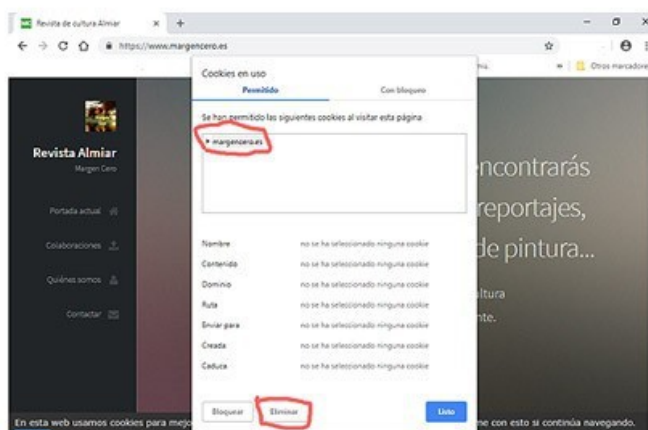 Revista de cultura Almiar
https://www.margencero.es
Otros marcadores
Revista Almiar
Margen Cero
Portada actual
Colaboraciones
Quiénes somos
Contactar
Cookies en uso
Permitido
Con bloqueo
Se han permitido las siguientes cookies al visitar esta página
margencero.es
Nombre no se ha seleccionado ninguna cookie
Contenido no se ha seleccionado ninguna cookie
Dominio no se ha seleccionado ninguna cookie
Ruta no se ha seleccionado ninguna cookie
Enviar para no se ha seleccionado ninguna cookie
Creada no se ha seleccionado ninguna cookie
Caduca no se ha seleccionado ninguna cookie
Bloquear
Eliminar
Listo
ncontrarás
reportajes,
de pintura...
ultura
nte.
En esta web usamos cookies para mejo
me con esto si continúa navegando.